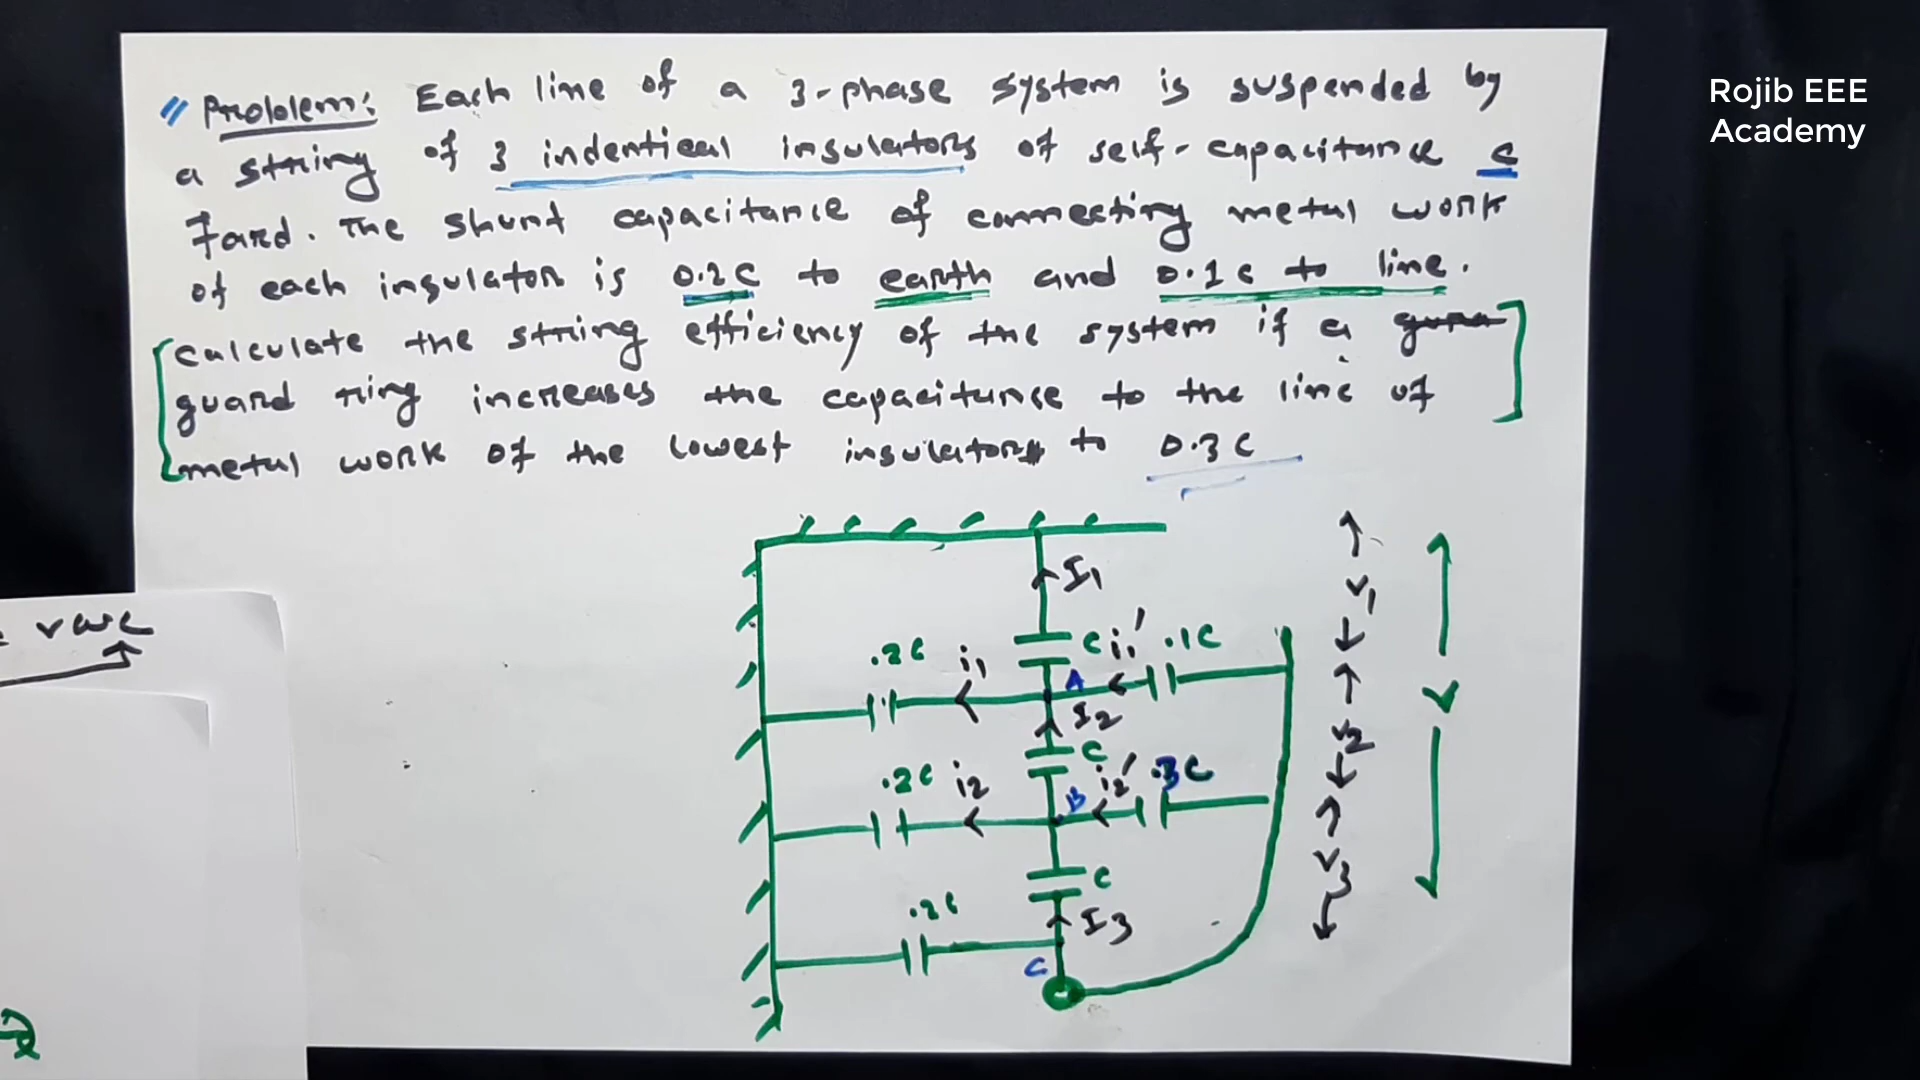 Problem: Each line of a 3-phase system is suspended by
a string of 3 indentical insulators of self-capacitance c
fard. The shunt capacitance of connecting metal work
of each insulator is 0.2C to earth and 0.1c to line.
calculate the string efficiency of the system if a
guard ring increases the capacitance to the line of
metal work of the lowest insulators to 0.3C
Rojib EEE
Academy
I1
V1
.2C i1 C i1' .1C
A
I2
V2
V
.2C i2 C i2' .3C
B
C
V3
.2C I3
C